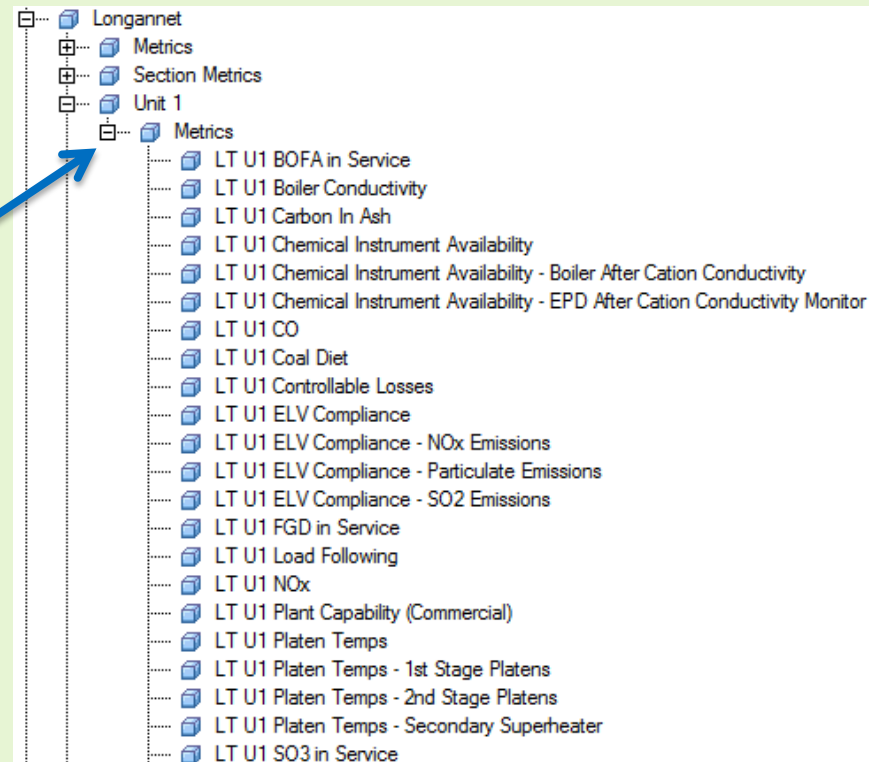 Longannet
Metrics
Section Metrics
Unit 1
Metrics
LT U1 BOFA in Service
LT U1 Boiler Conductivity
LT U1 Carbon In Ash
LT U1 Chemical Instrument Availability
LT U1 Chemical Instrument Availability - Boiler After Cation Conductivity
LT U1 Chemical Instrument Availability - EPD After Cation Conductivity Monitor
LT U1 CO
LT U1 Coal Diet
LT U1 Controllable Losses
LT U1 ELV Compliance
LT U1 ELV Compliance - NOx Emissions
LT U1 ELV Compliance - Particulate Emissions
LT U1 ELV Compliance - SO2 Emissions
LT U1 FGD in Service
LT U1 Load Following
LT U1 NOx
LT U1 Plant Capability (Commercial)
LT U1 Platen Temps
LT U1 Platen Temps - 1st Stage Platens
LT U1 Platen Temps - 2nd Stage Platens
LT U1 Platen Temps - Secondary Superheater
LT U1 SO3 in Service